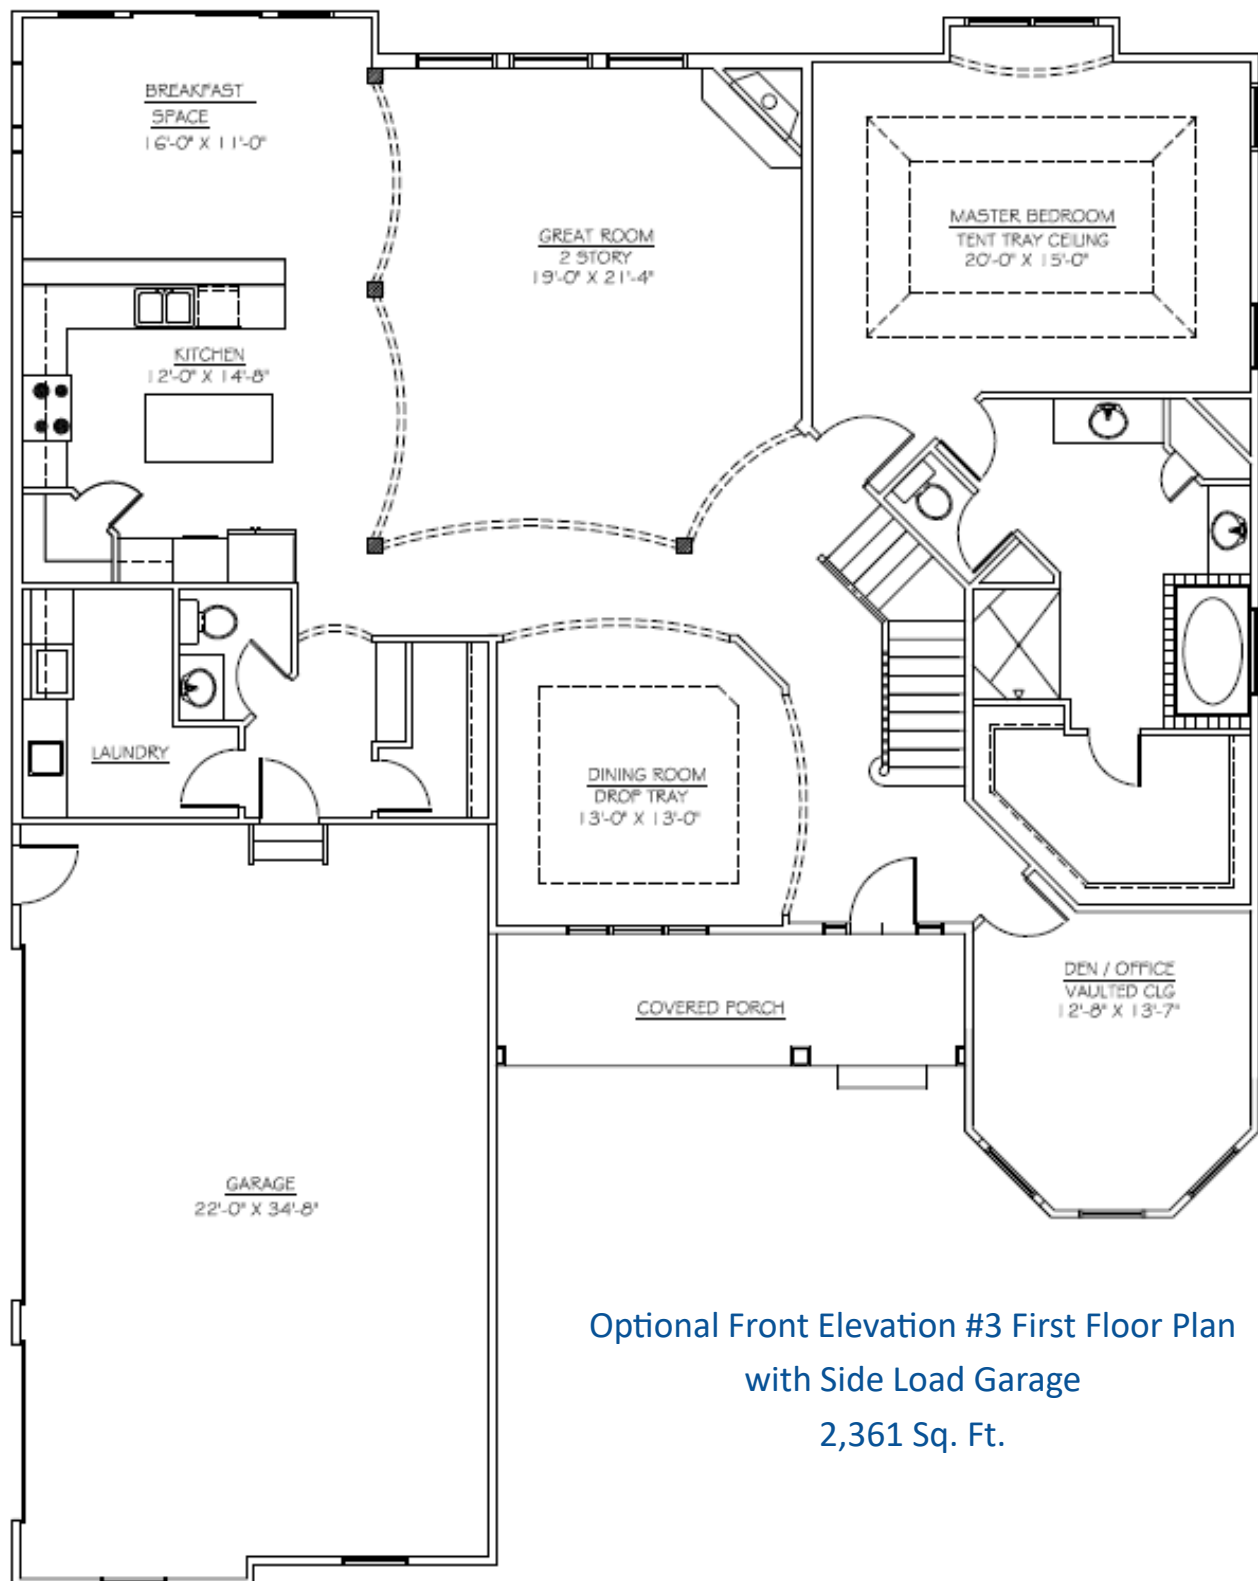 BREAKFAST
SPACE
16'-0" X 11'-0"
GREAT ROOM
2 STORY
19'-0" X 21'-4"
MASTER BEDROOM
TENT TRAY CEILING
20'-0" X 15'-0"
KITCHEN
12'-0" X 14'-8"
LAUNDRY
DINING ROOM
DROP TRAY
13'-0" X 13'-0"
DEN / OFFICE
VAULTED CLG
12'-8" X 13'-7"
COVERED PORCH
GARAGE
22'-0" X 34'-8"
Optional Front Elevation #3 First Floor Plan
with Side Load Garage
2,361 Sq. Ft.